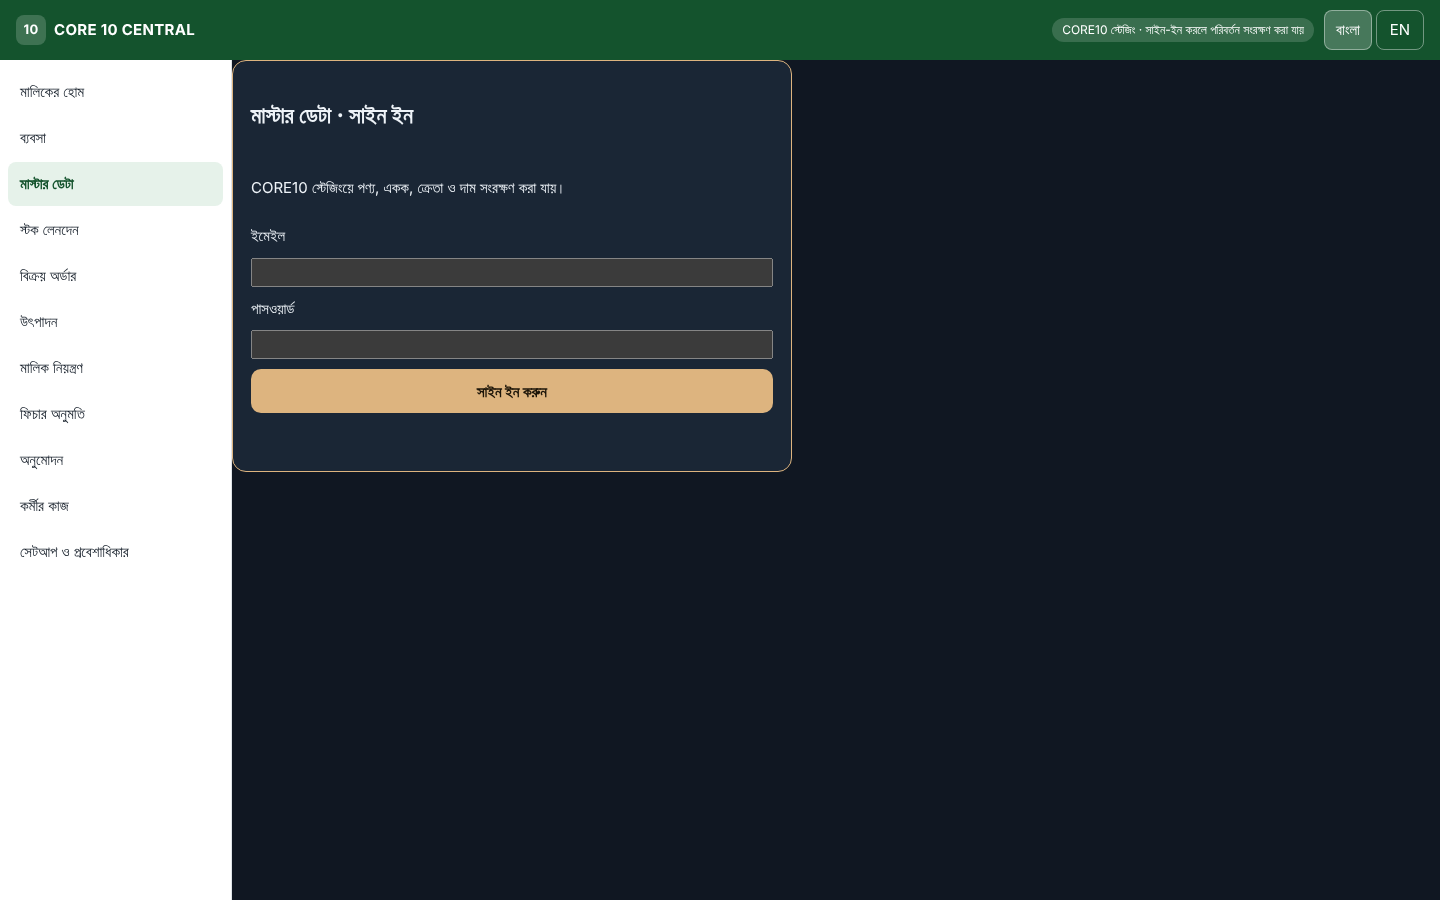 10 CORE 10 CENTRAL
CORE10 স্টেজিং · সাইন-ইন করলে পরিবর্তন সংরক্ষণ করা যায়
বাংলা
EN
মালিকের হোম
ব্যবসা
মাস্টার ডেটা
স্টক লেনদেন
বিক্রয় অর্ডার
উৎপাদন
মালিক নিয়ন্ত্রণ
ফিচার অনুমতি
অনুমোদন
কর্মীর কাজ
সেটআপ ও প্রবেশাধিকার
মাস্টার ডেটা · সাইন ইন
CORE10 স্টেজিংয়ে পণ্য, একক, ক্রেতা ও দাম সংরক্ষণ করা যায়।
ইমেইল
পাসওয়ার্ড
সাইন ইন করুন